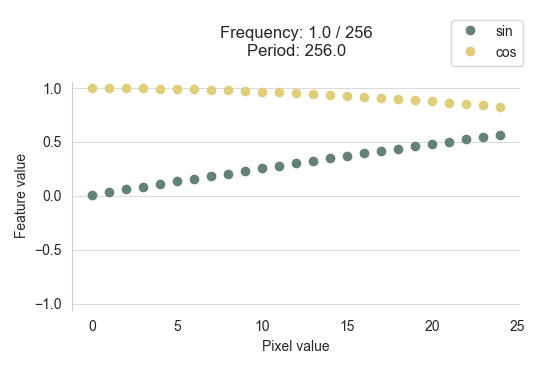 Frequency: 1.0 / 256
Period: 256.0
sin
cos
1.0
0.5
0.0
−0.5
−1.0
Feature value
0 5 10 15 20 25
Pixel value